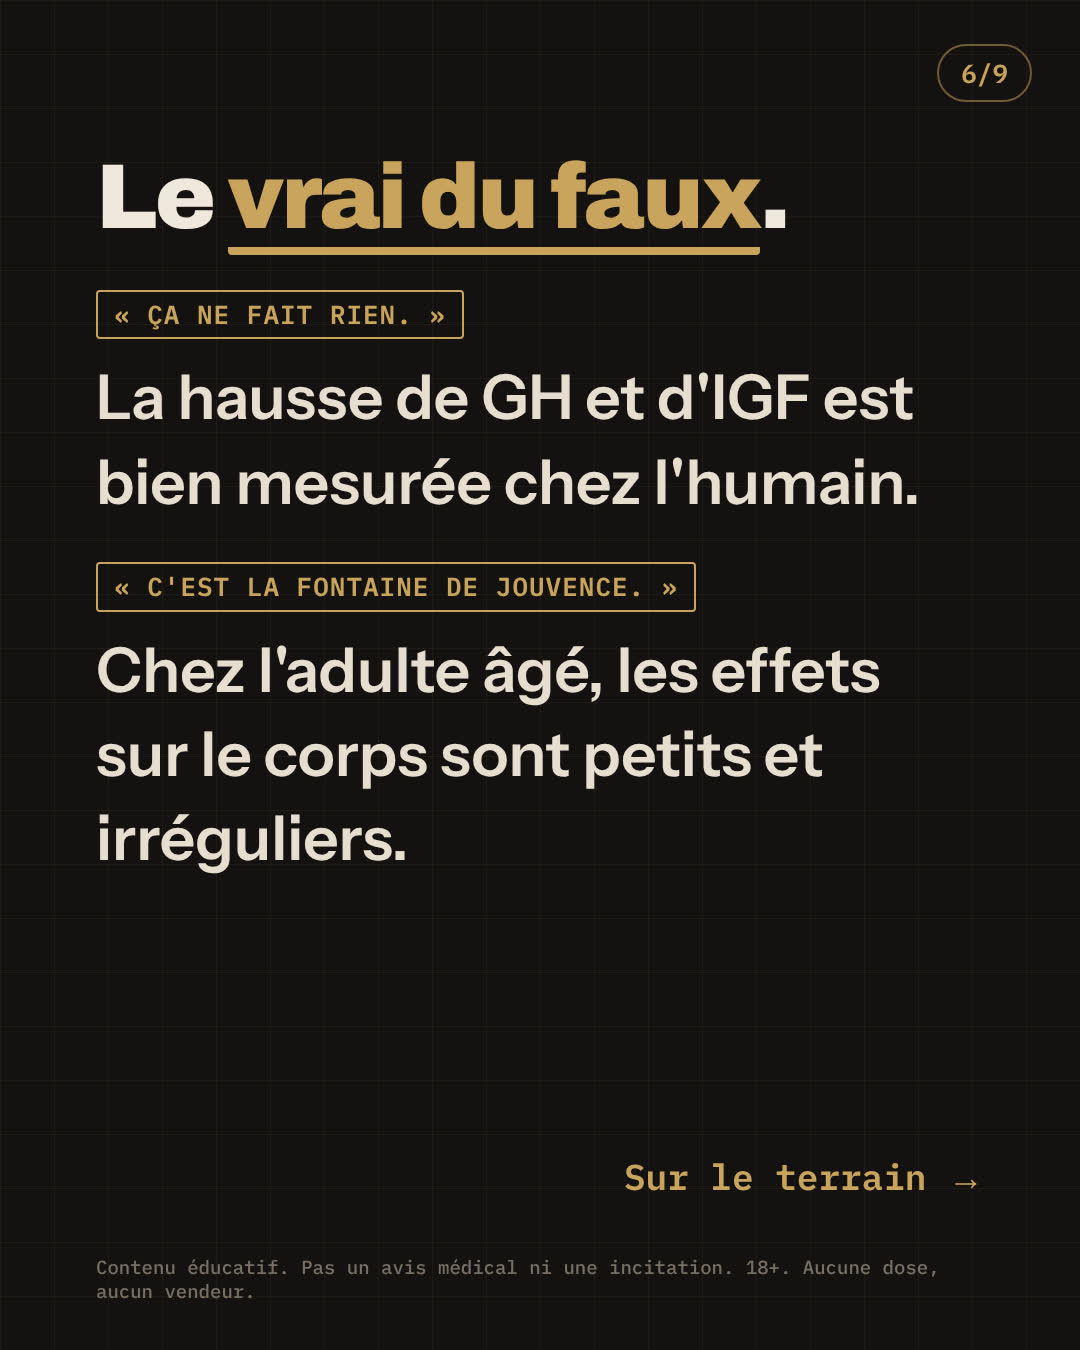 6/9
Le vrai du faux.
« ÇA NE FAIT RIEN. »
La hausse de GH et d'IGF est
bien mesurée chez l'humain.
« C'EST LA FONTAINE DE JOUVENCE. »
Chez l'adulte âgé, les effets
sur le corps sont petits et
irréguliers.
Sur le terrain →
Contenu éducatif. Pas un avis médical ni une incitation. 18+. Aucune dose,
aucun vendeur.